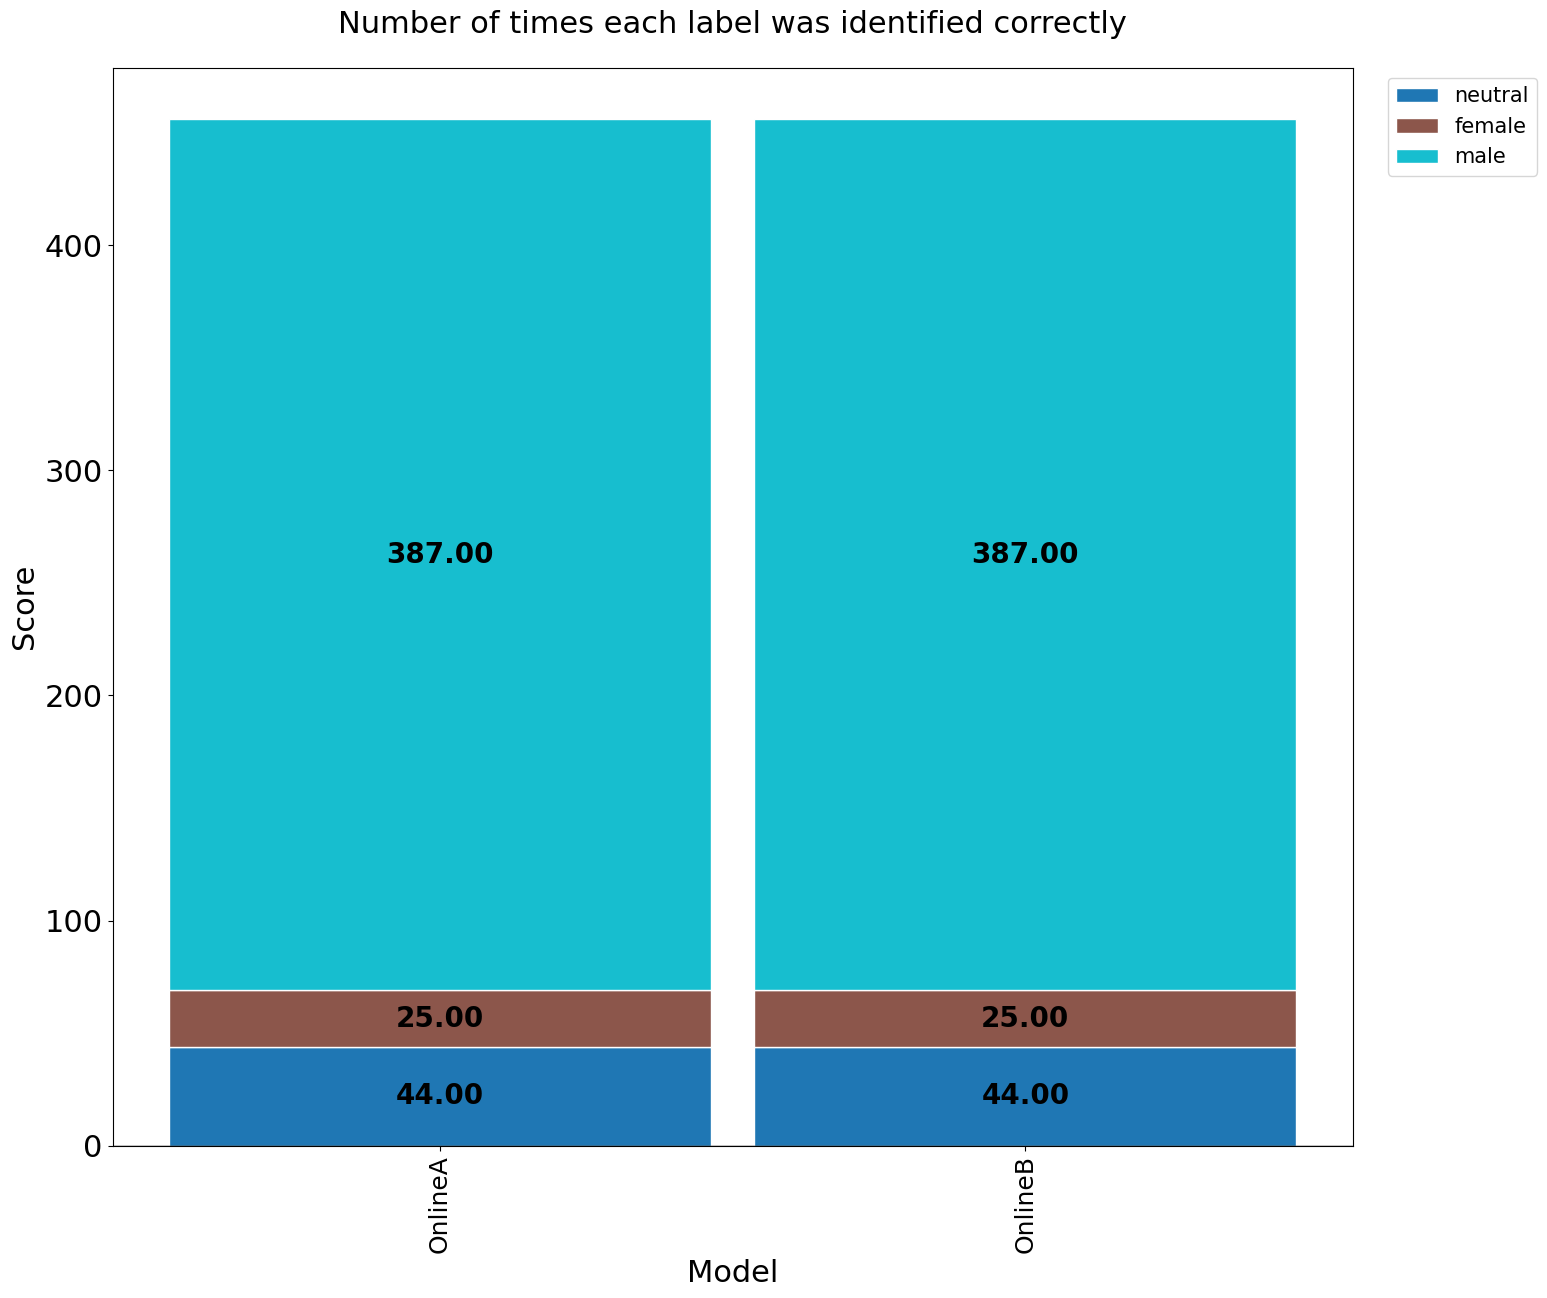 Number of times each label was identified correctly
neutral
female
male
Score
400
300
200
100
0
387.00
387.00
25.00
25.00
44.00
44.00
OnlineA
OnlineB
Model